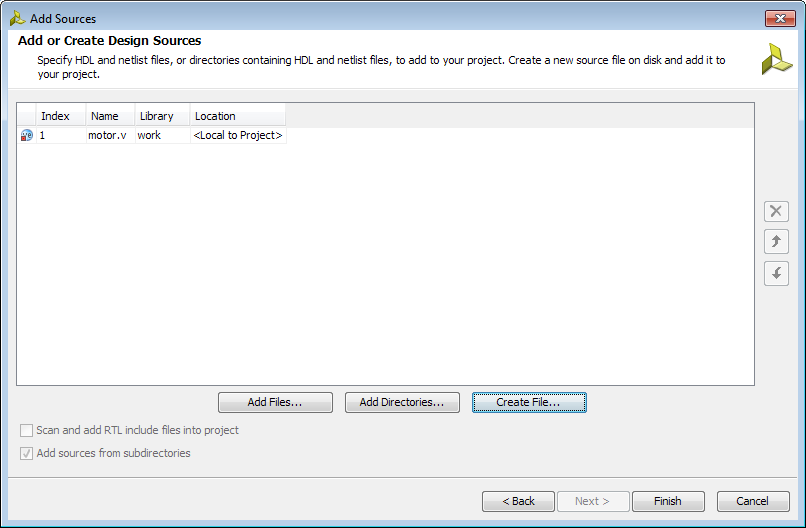 Add Sources
Add or Create Design Sources
Specify HDL and netlist files, or directories containing HDL and netlist files, to add to your project. Create a new source file on disk and add it to
your project.
Index Name Library Location
1 motor.v work <Local to Project>
Add Files... Add Directories... Create File...
Scan and add RTL include files into project
Add sources from subdirectories
< Back Next > Finish Cancel